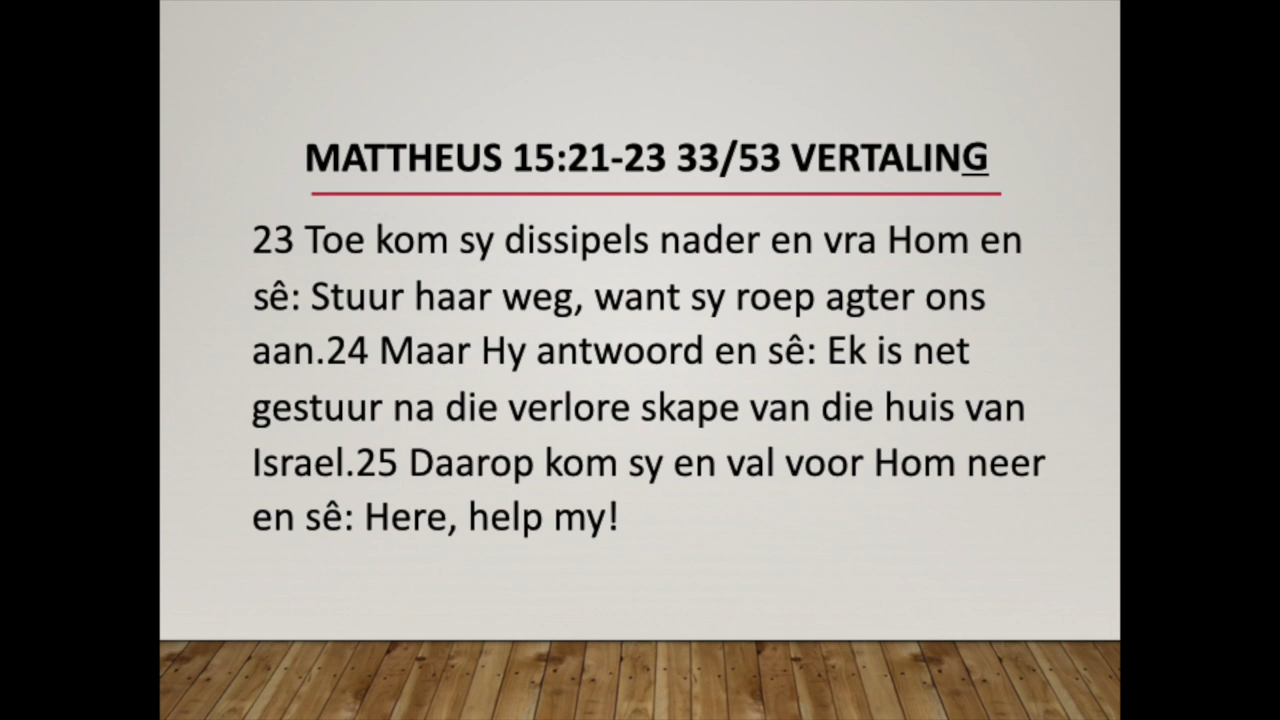 MATTHEUS 15:21-23 33/53 VERTALING
23 Toe kom sy dissipels nader en vra Hom en
sê: Stuur haar weg, want sy roep agter ons
aan.24 Maar Hy antwoord en sê: Ek is net
gestuur na die verlore skape van die huis van
Israel.25 Daarop kom sy en val voor Hom neer
en sê: Here, help my!